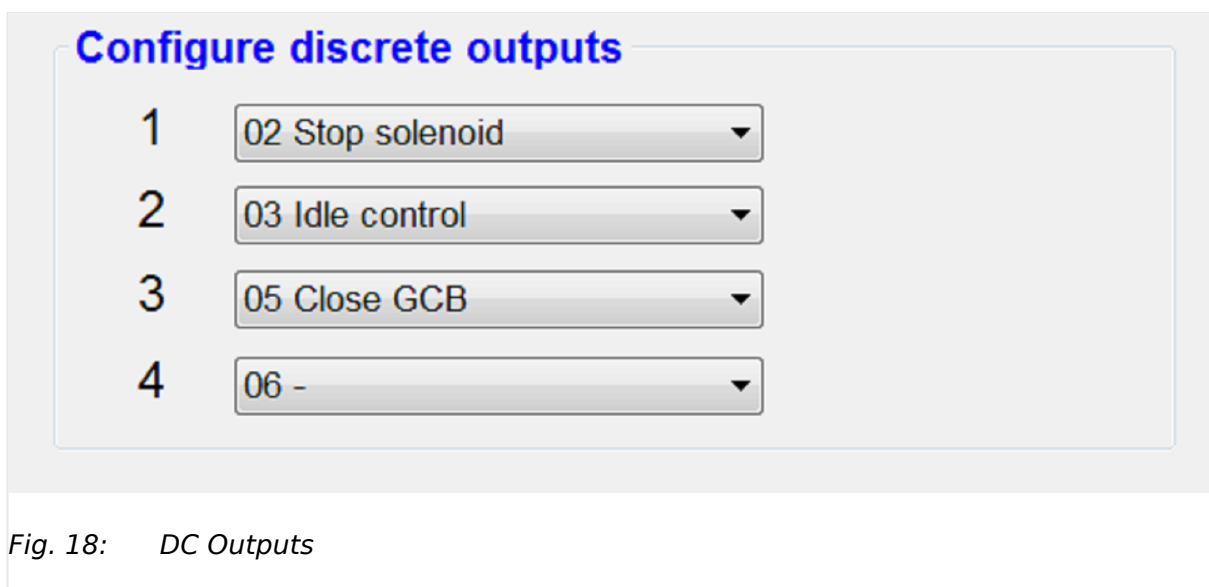 Configure discrete outputs
1 02 Stop solenoid
2 03 Idle control
3 05 Close GCB
4 06 -
Fig. 18: DC Outputs